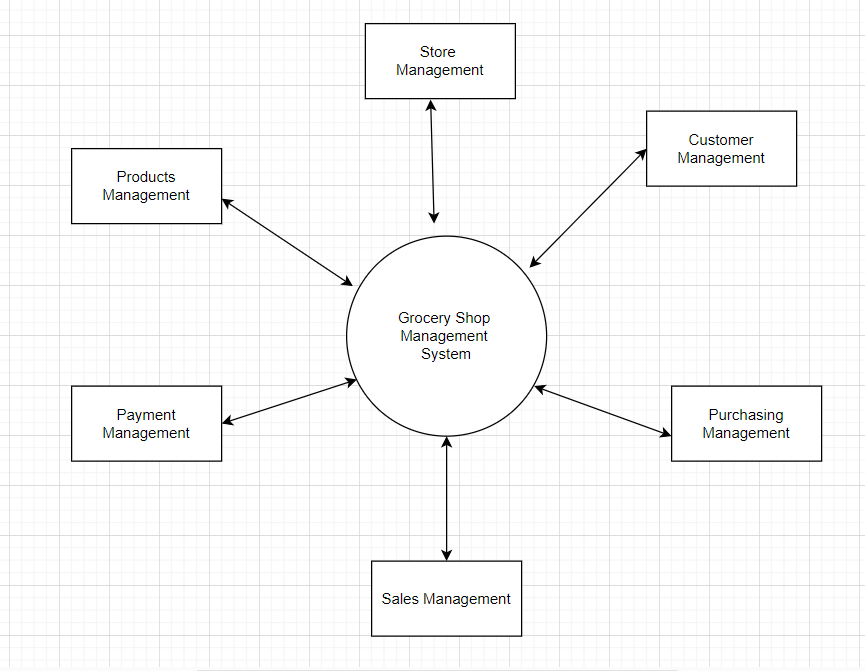 Store
Management
Customer
Management
Products
Management
Grocery Shop
Management
System
Payment
Management
Purchasing
Management
Sales Management